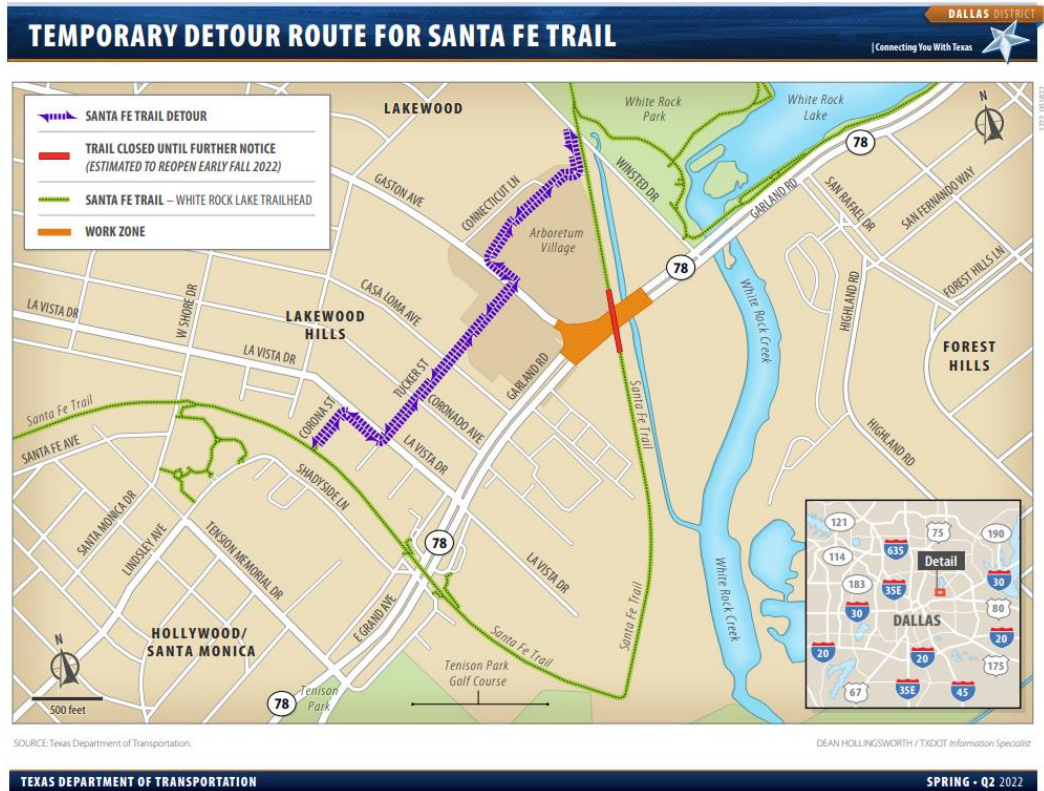 DALLAS DISTRICT
TEMPORARY DETOUR ROUTE FOR SANTA FE TRAIL
| Connecting You With Texas
SANTA FE TRAIL DETOUR
TRAIL CLOSED UNTIL FURTHER NOTICE
(ESTIMATED TO REOPEN EARLY FALL 2022)
SANTA FE TRAIL – WHITE ROCK LAKE TRAILHEAD
WORK ZONE
LAKEWOOD
White Rock
Park
White Rock
Lake
N
78
GASTON AVE
CONNECTICUT LN
WINSTED DR
GARLAND RD
SAN RAFAEL DR
SAN FERNANDO WAY
Arboretum
Village
78
FOREST HILLS LN
HIGHLAND RD
White Rock Creek
W SHORE DR
CASA LOMA AVE
LA VISTA DR
LAKEWOOD
HILLS
LA VISTA DR
TUCKER ST
GARLAND RD
FOREST
HILLS
Santa Fe Trail
CORONA ST
CORONADO AVE
Santa Fe Trail
SANTA FE AVE
LA VISTA DR
HIGHLAND RD
SHADYSIDE LN
SANTA MONICA DR
LINDSLEY AVE
TENSION MEMORIAL DR
78
LA VISTA DR
White Rock Creek
Santa Fe Trail
E GRAND AVE
Santa Fe Trail
HOLLYWOOD/
SANTA MONICA
Tenison Park
Golf Course
Tenison
Park
78
N
500 feet
121
75
190
635
114
Detail
183
35E
30
30
80
DALLAS
20
20
20
175
67
35E
45
SOURCE: Texas Department of Transportation.
DEAN HOLLINGSWORTH / TXDOT Information Specialist
TEXAS DEPARTMENT OF TRANSPORTATION
SPRING • Q2 2022